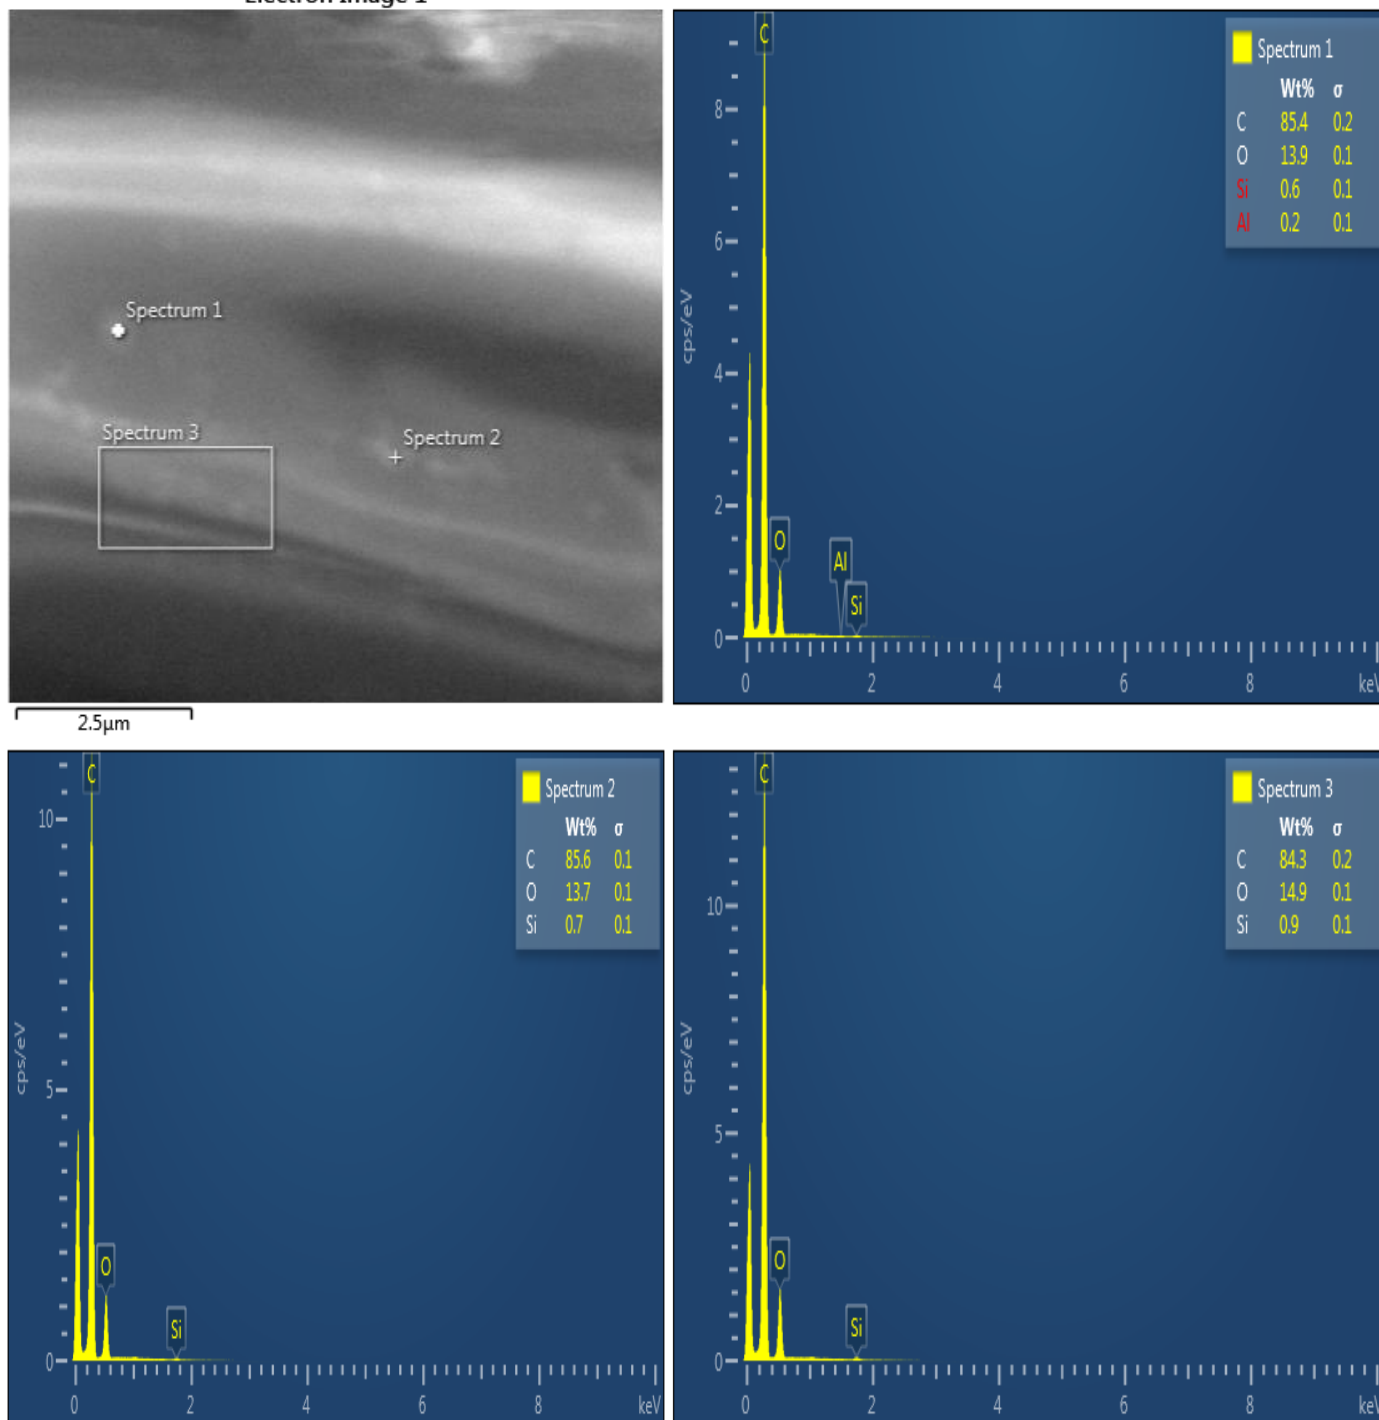 Electron Image 1
Spectrum 1
Spectrum 3
Spectrum 2
2.5µm
C
O
Al
Si
8
6
4
2
0
cps/eV
0 2 4 6 8 keV
Spectrum 1
Wt% σ
C 85.4 0.2
O 13.9 0.1
Si 0.6 0.1
Al 0.2 0.1
C
O
Si
10
5
0
cps/eV
0 2 4 6 8 keV
Spectrum 2
Wt% σ
C 85.6 0.1
O 13.7 0.1
Si 0.7 0.1
C
O
Si
10
5
0
cps/eV
0 2 4 6 8 keV
Spectrum 3
Wt% σ
C 84.3 0.2
O 14.9 0.1
Si 0.9 0.1